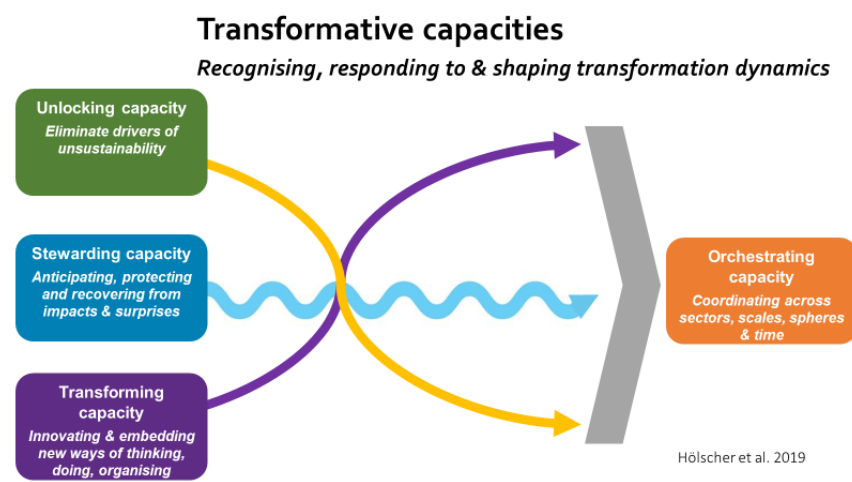 Transformative capacities
Recognising, responding to & shaping transformation dynamics
Unlocking capacity
Eliminate drivers of
unsustainability
Stewarding capacity
Anticipating, protecting
and recovering from
impacts & surprises
Transforming
capacity
Innovating & embedding
new ways of thinking,
doing, organising
Orchestrating
capacity
Coordinating across
sectors, scales, spheres
& time
Hölscher et al. 2019